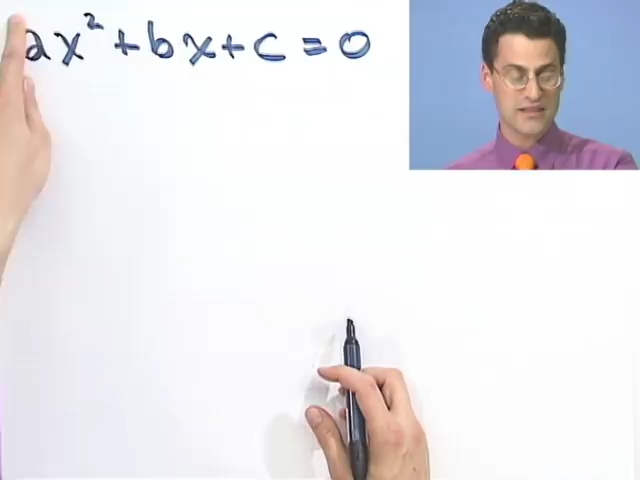 ax² + bx + c = 0